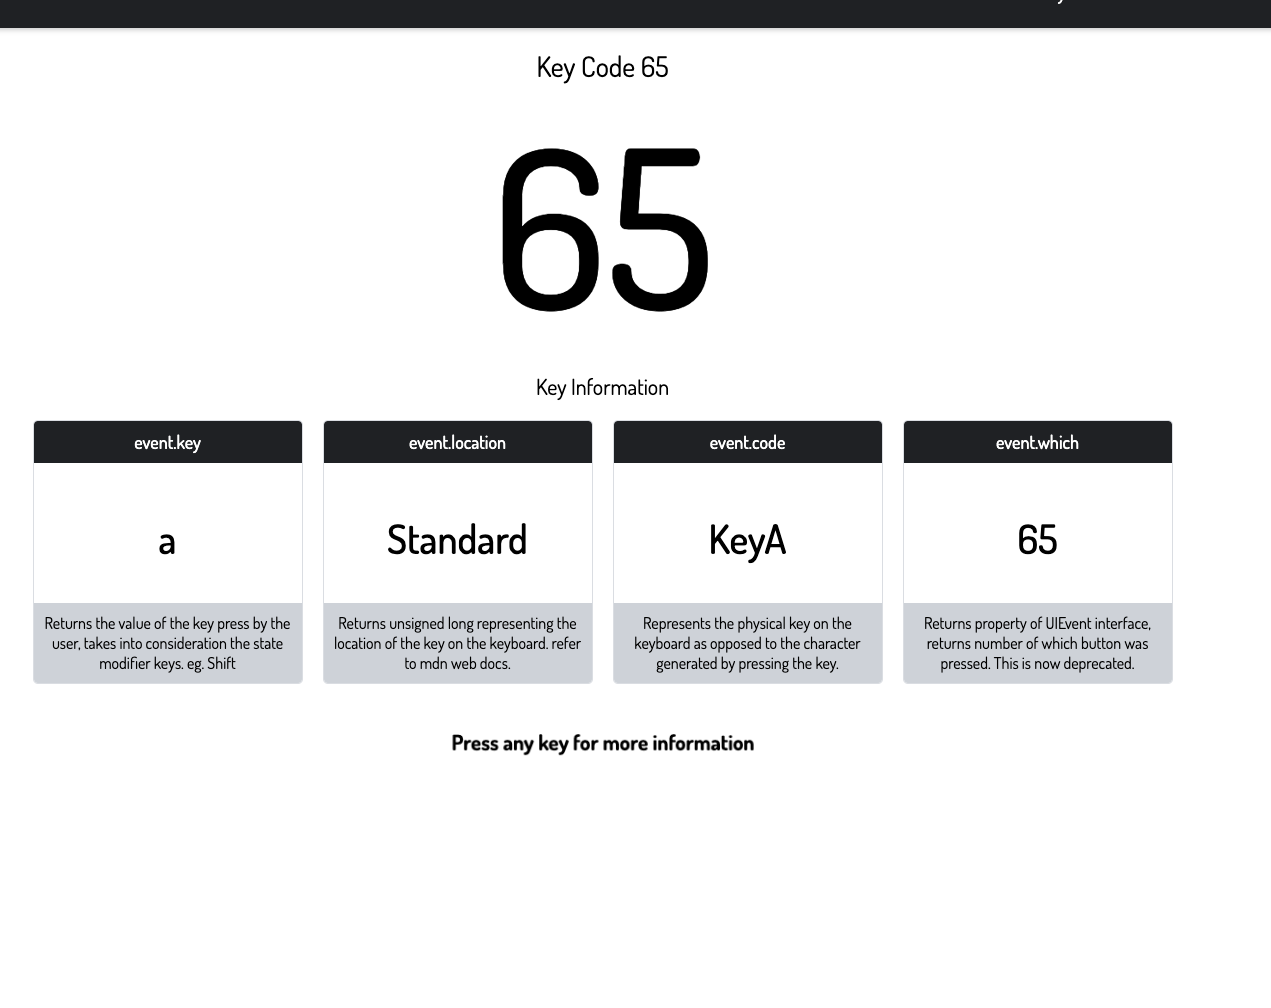 Key Code 65
65
Key Information
event.key
a
Returns the value of the key press by the
user, takes into consideration the state
modifier keys. eg. Shift
event.location
Standard
Returns unsigned long representing the
location of the key on the keyboard. refer
to mdn web docs.
event.code
KeyA
Represents the physical key on the
keyboard as opposed to the character
generated by pressing the key.
event.which
65
Returns property of UIEvent interface,
returns number of which button was
pressed. This is now deprecated.
Press any key for more information